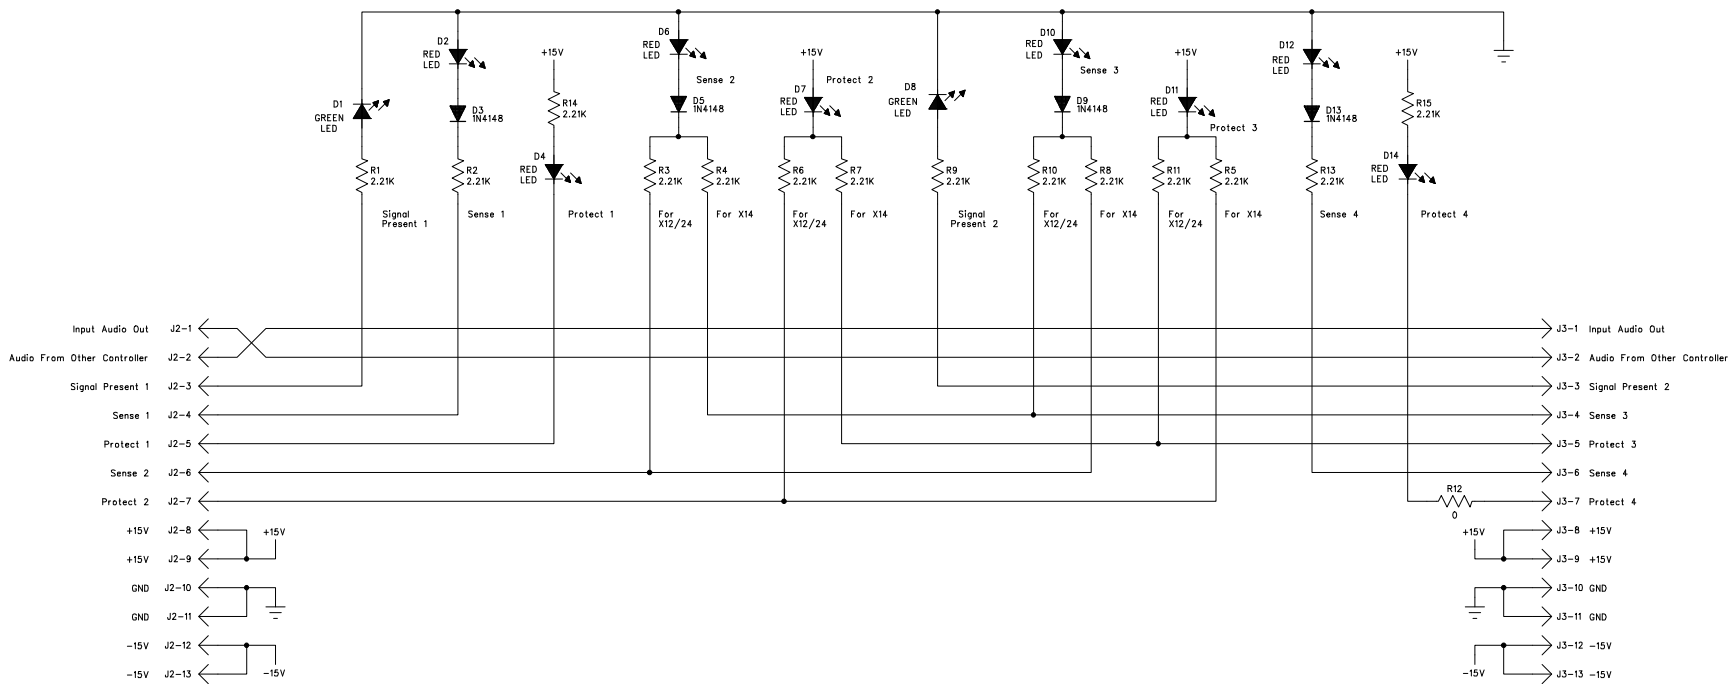 D2
RED
LED
D6
RED
LED
Sense 2
+15V
+15V
Protect 2
D10
RED
LED
Sense 3
+15V
D12
RED
LED
+15V
D1
GREEN
LED
D3
1N4148
R14
2.21K
D5
1N4148
D7
RED
LED
D8
GREEN
LED
D9
1N4148
D11
RED
LED
Protect 3
D13
1N4148
R15
2.21K
R1
2.21K
R2
2.21K
D4
RED
LED
R3
2.21K
R4
2.21K
R6
2.21K
R7
2.21K
R9
2.21K
R10
2.21K
R8
2.21K
R11
2.21K
R5
2.21K
R13
2.21K
D14
RED
LED
Signal
Present 1
Sense 1
Protect 1
For
X12/24
For X14
For
X12/24
For X14
Signal
Present 2
For
X12/24
For X14
For
X12/24
For X14
Sense 4
Protect 4
Input Audio Out J2-1
J3-1 Input Audio Out
Audio From Other Controller J2-2
J3-2 Audio From Other Controller
Signal Present 1 J2-3
J3-3 Signal Present 2
Sense 1 J2-4
J3-4 Sense 3
Protect 1 J2-5
J3-5 Protect 3
Sense 2 J2-6
J3-6 Sense 4
Protect 2 J2-7
R12
0
J3-7 Protect 4
+15V J2-8
+15V
+15V
J3-8 +15V
+15V J2-9
J3-9 +15V
GND J2-10
J3-10 GND
GND J2-11
J3-11 GND
-15V J2-12
J3-12 -15V
-15V J2-13
-15V
-15V
J3-13 -15V